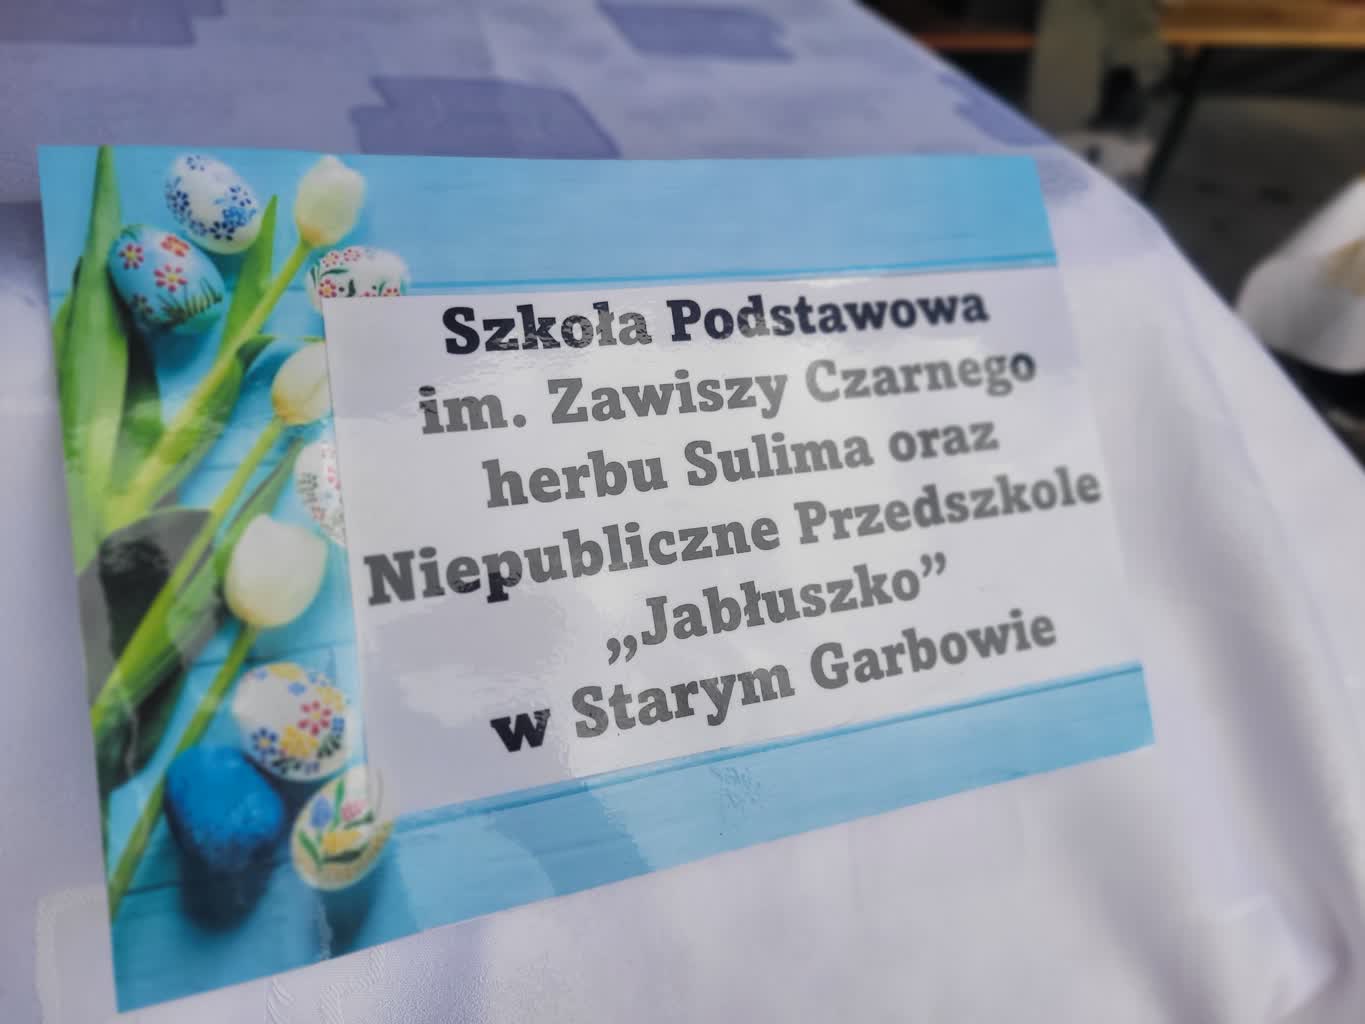 Szkoła Podstawowa
im. Zawiszy Czarnego
herbu Sulima oraz
Niepubliczne Przedszkole
„Jabłuszko”
w Starym Garbowie